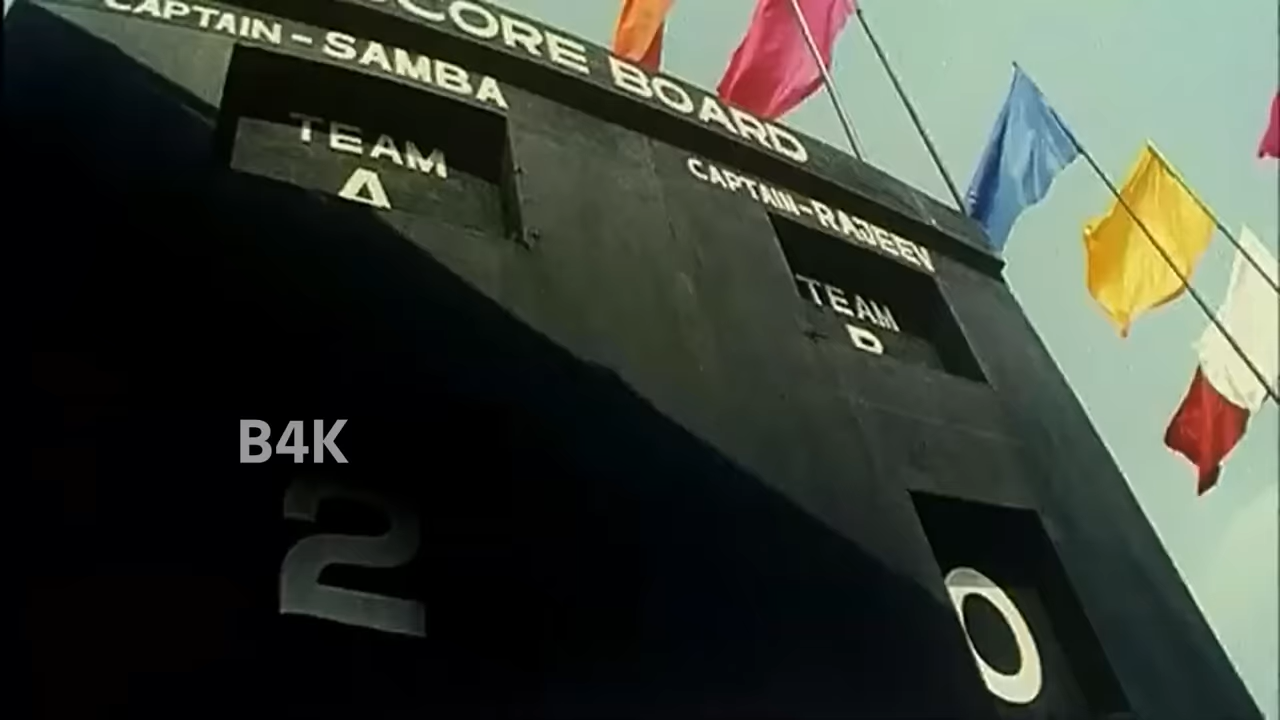 SCORE BOARD
CAPTAIN-SAMBA
CAPTAIN-RAJEEV
TEAM
A
TEAM
B4K
2
0